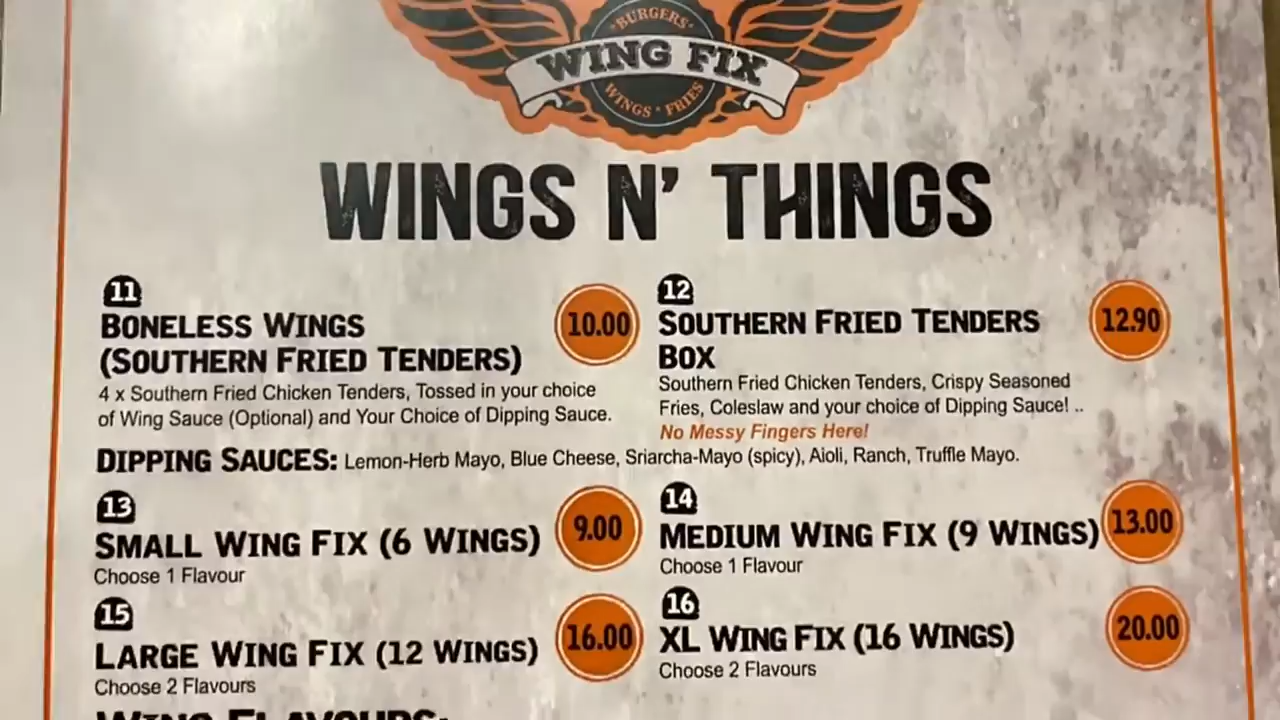 BURGERS
WING FIX
WINGS • FRIES
WINGS N' THINGS
11
BONELESS WINGS
(SOUTHERN FRIED TENDERS)
10.00
4 x Southern Fried Chicken Tenders, Tossed in your choice
of Wing Sauce (Optional) and Your Choice of Dipping Sauce.
12
SOUTHERN FRIED TENDERS
BOX
12.90
Southern Fried Chicken Tenders, Crispy Seasoned
Fries, Coleslaw and your choice of Dipping Sauce! ..
No Messy Fingers Here!
DIPPING SAUCES: Lemon-Herb Mayo, Blue Cheese, Sriarcha-Mayo (spicy), Aioli, Ranch, Truffle Mayo.
13
SMALL WING FIX (6 WINGS)
9.00
Choose 1 Flavour
14
MEDIUM WING FIX (9 WINGS)
13.00
Choose 1 Flavour
15
LARGE WING FIX (12 WINGS)
16.00
Choose 2 Flavours
16
XL WING FIX (16 WINGS)
20.00
Choose 2 Flavours
WING FLAVOURS: